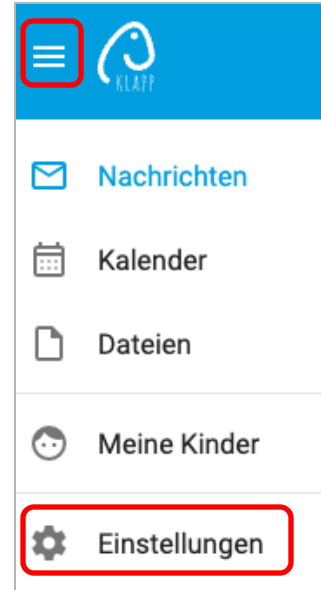 KLAPP
Nachrichten
Kalender
Dateien
Meine Kinder
Einstellungen